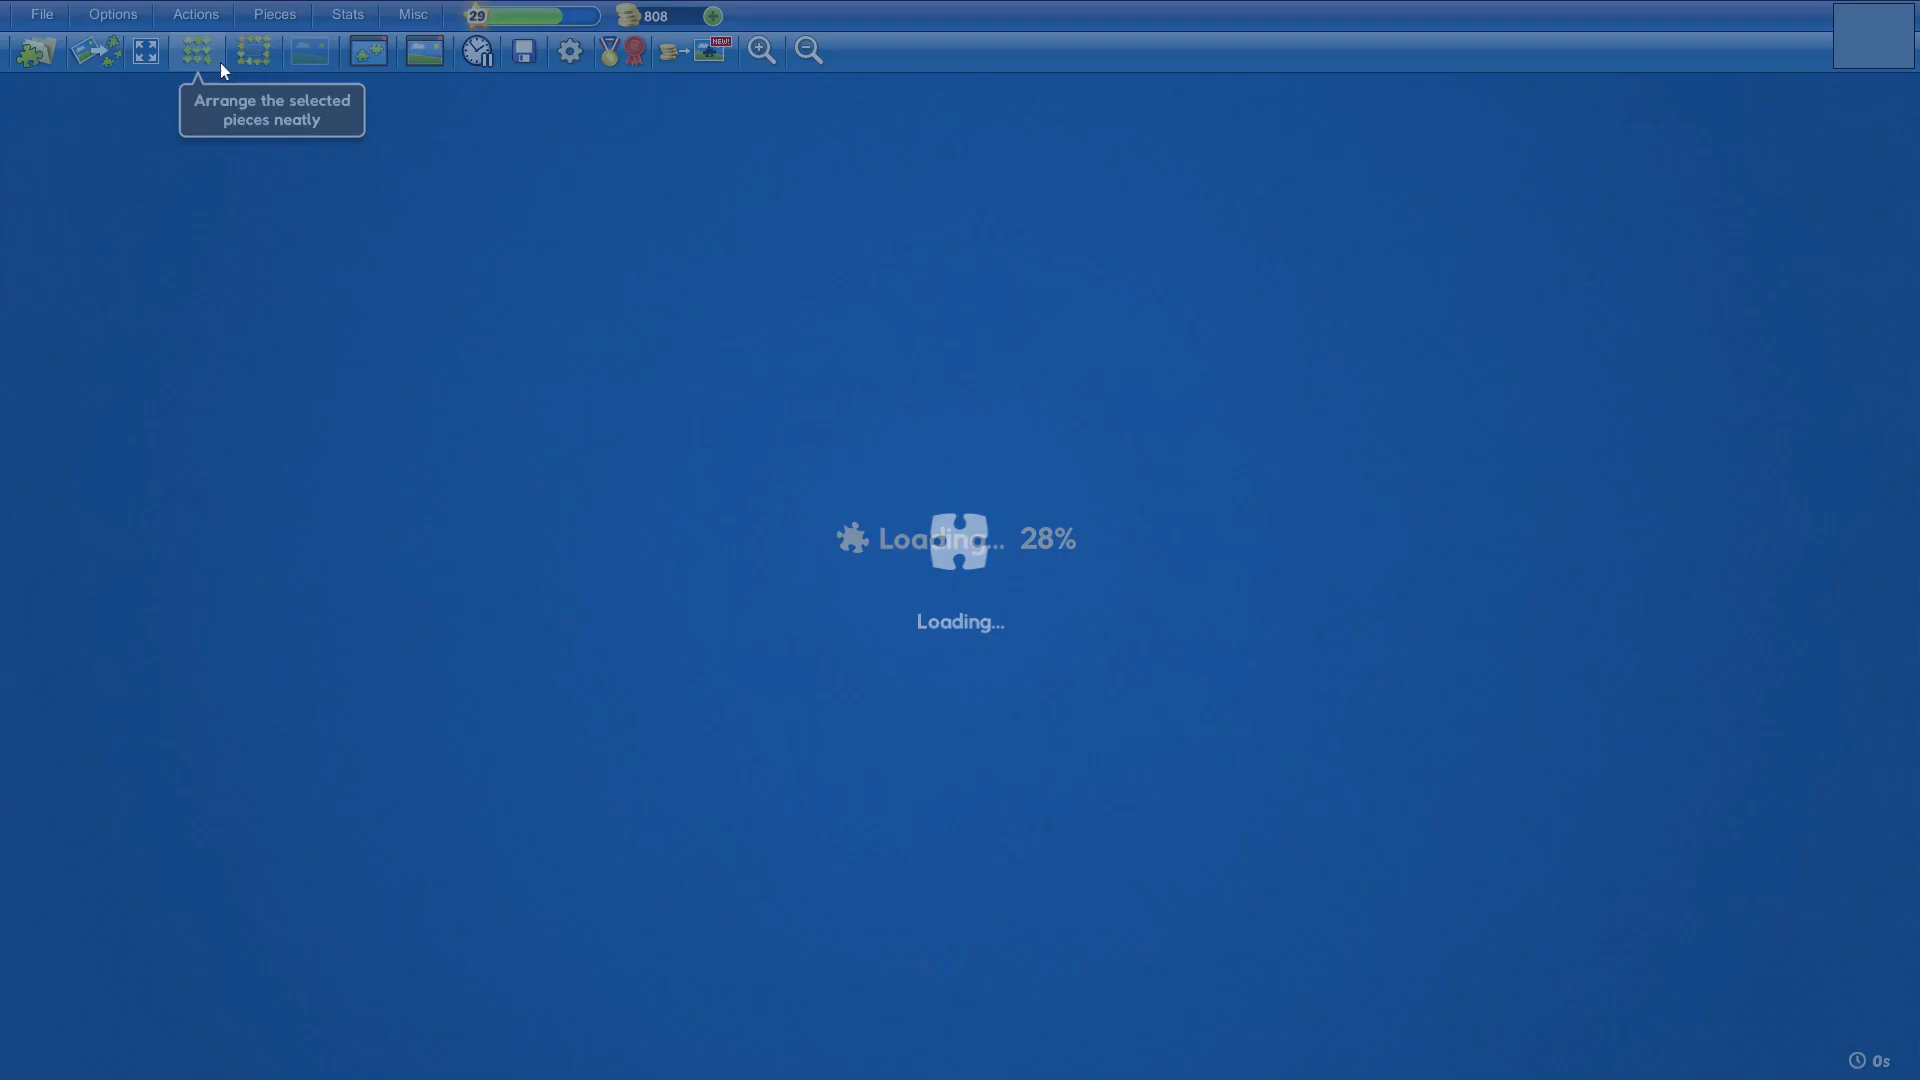 File Options Actions Pieces Stats Misc 29 808
NEW!
Arrange the selected
pieces neatly
Loading... 28%
Loading...
0s